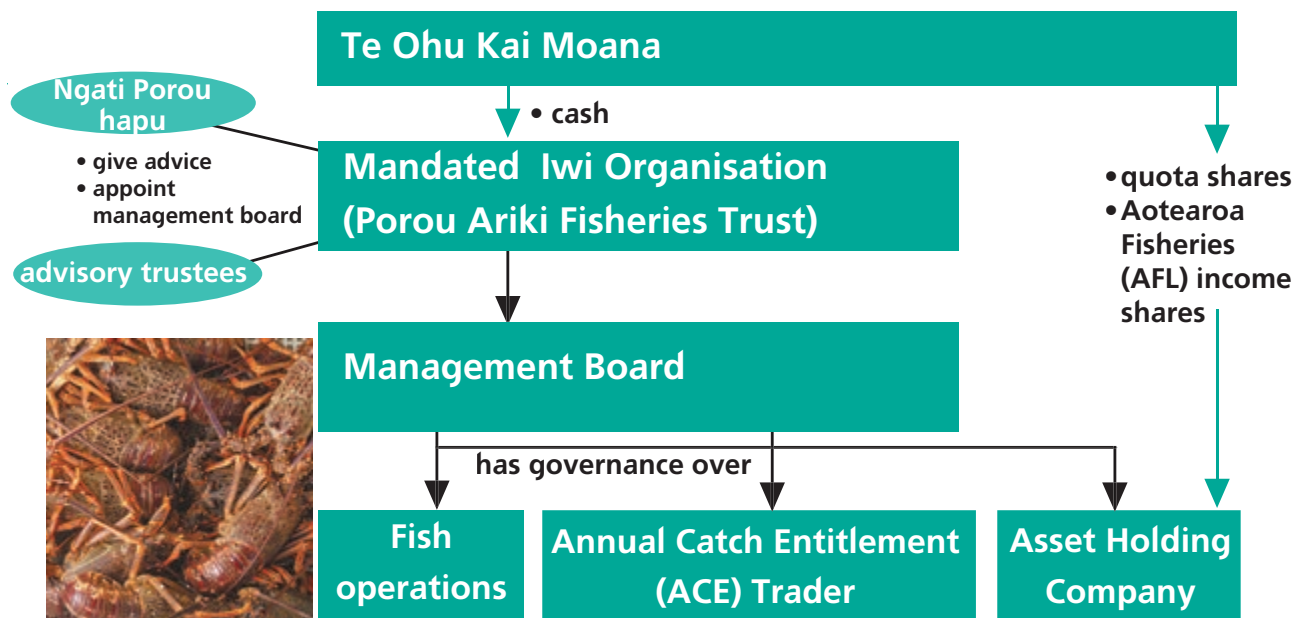 Te Ohu Kai Moana
Ngati Porou
hapu
• cash
• give advice
• appoint
management board
Mandated Iwi Organisation
(Porou Ariki Fisheries Trust)
• quota shares
• Aotearoa
Fisheries
(AFL) income
shares
advisory trustees
Management Board
has governance over
Fish
operations
Annual Catch Entitlement
(ACE) Trader
Asset Holding
Company